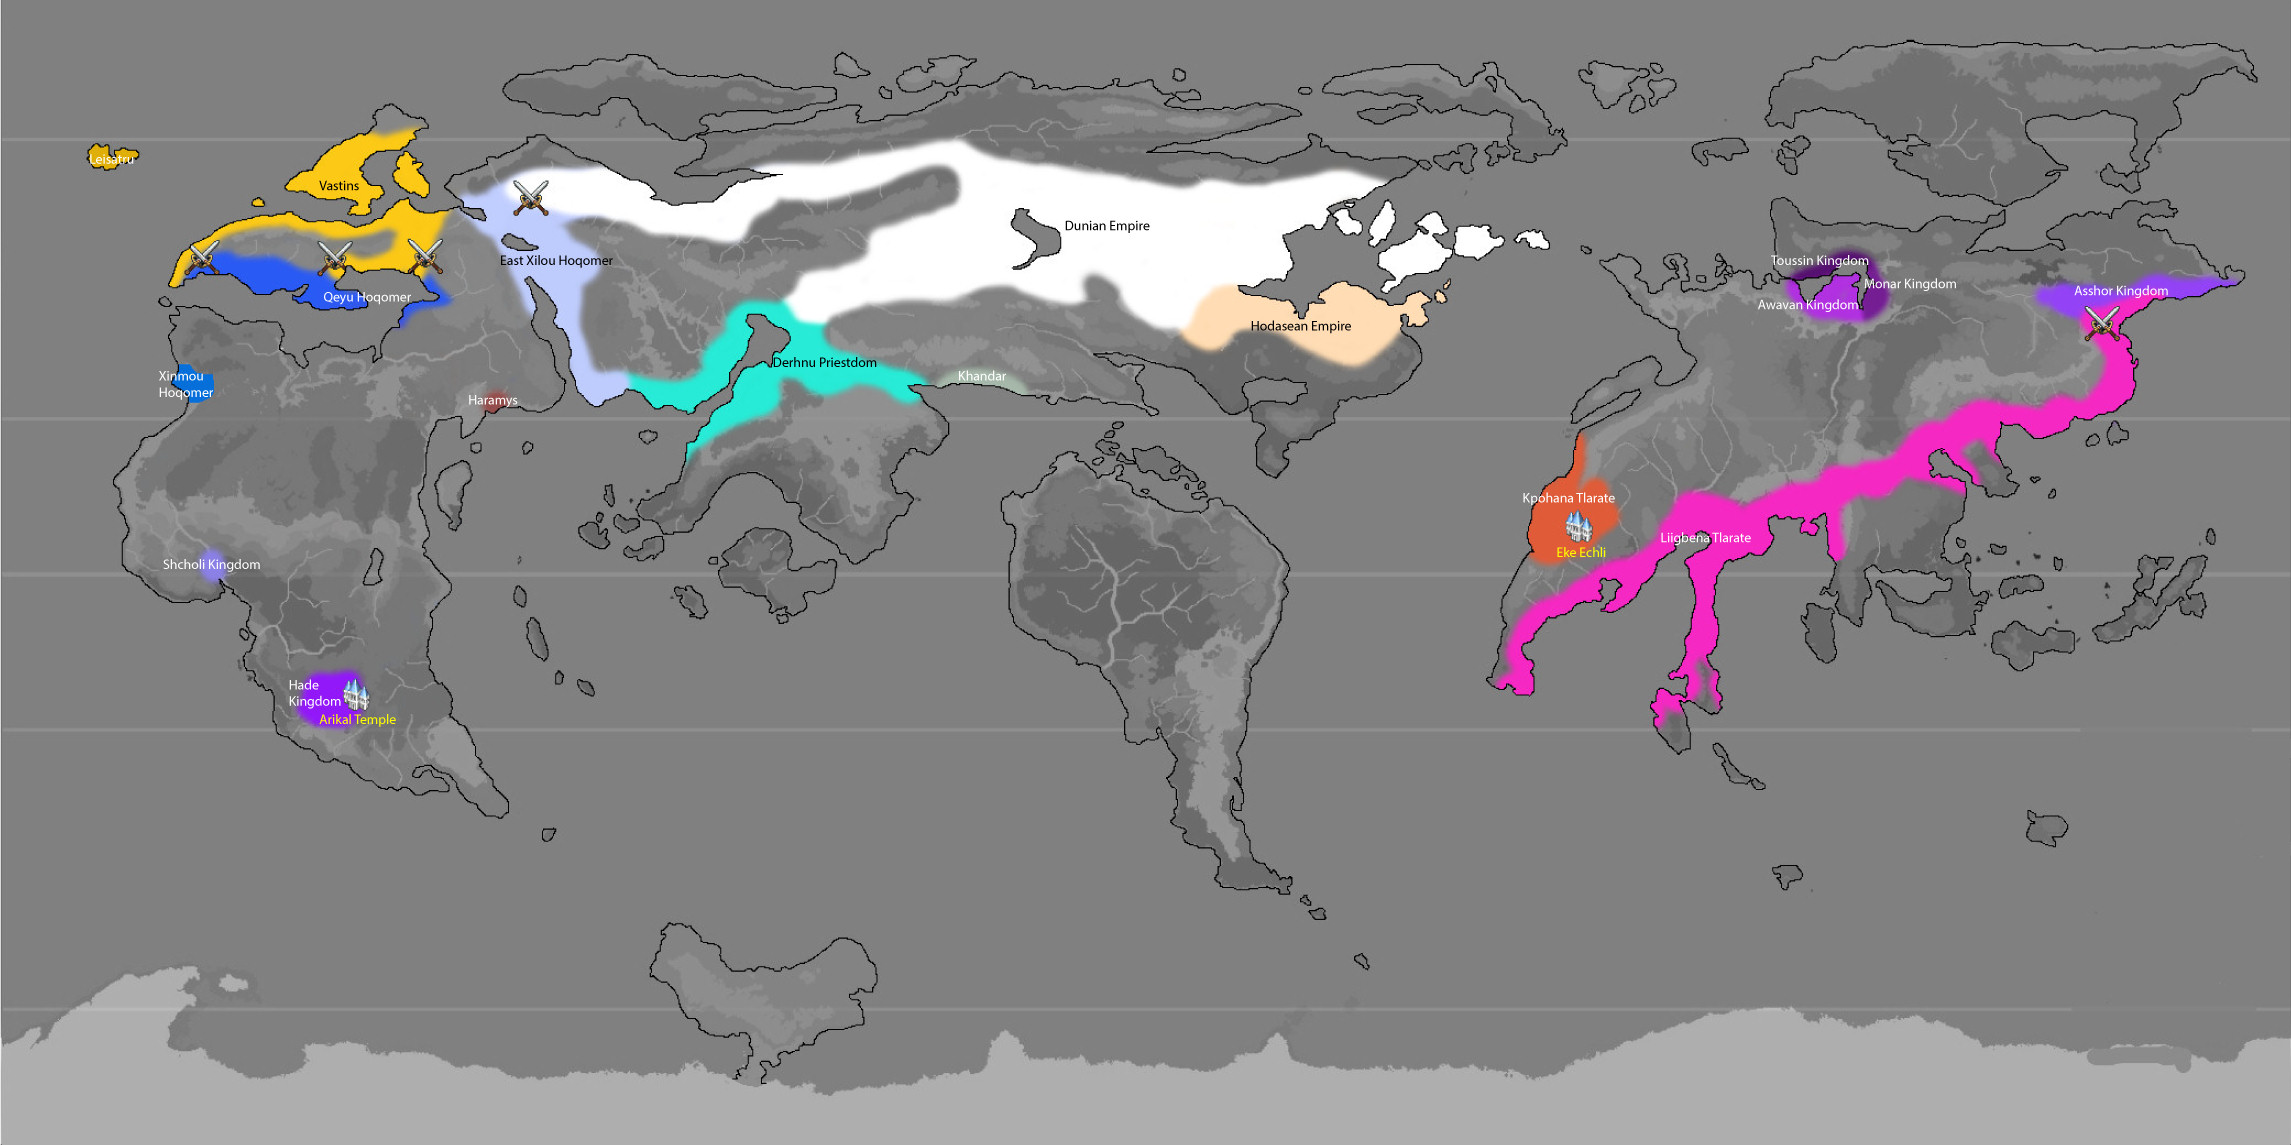 Leisatru
Vastins
Dunian Empire
East Xilou Hoqomer
Toussin Kingdom
Monar Kingdom
Asshor Kingdom
Qeyu Hoqomer
Awavan Kingdom
Hodasean Empire
Derhnu Priestdom
Xinmou
Hoqomer
Khandar
Haramys
Kpohana Tlarate
Liigbena Tlarate
Eke Echli
Shcholi Kingdom
Hade
Kingdom
Arikal Temple